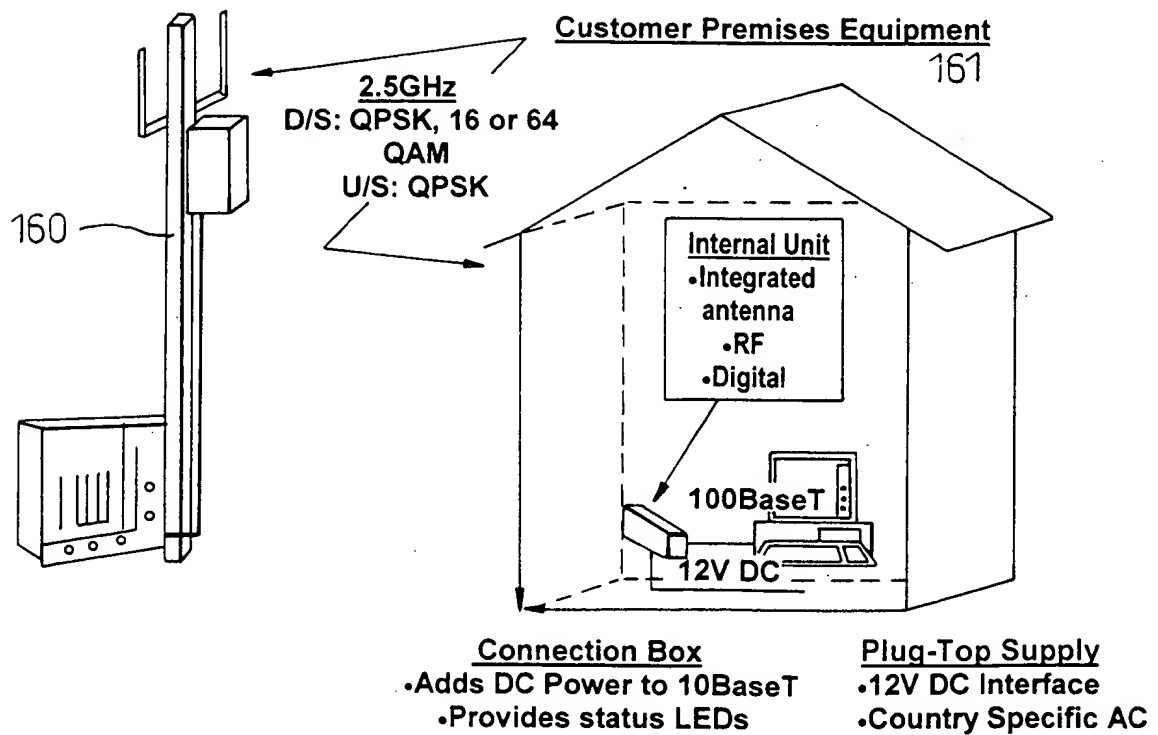 Customer Premises Equipment
161
2.5GHz
D/S: QPSK, 16 or 64
QAM
U/S: QPSK
160
Internal Unit
•Integrated
antenna
•RF
•Digital
100BaseT
12V DC
Connection Box
•Adds DC Power to 10BaseT
•Provides status LEDs
Plug-Top Supply
•12V DC Interface
•Country Specific AC